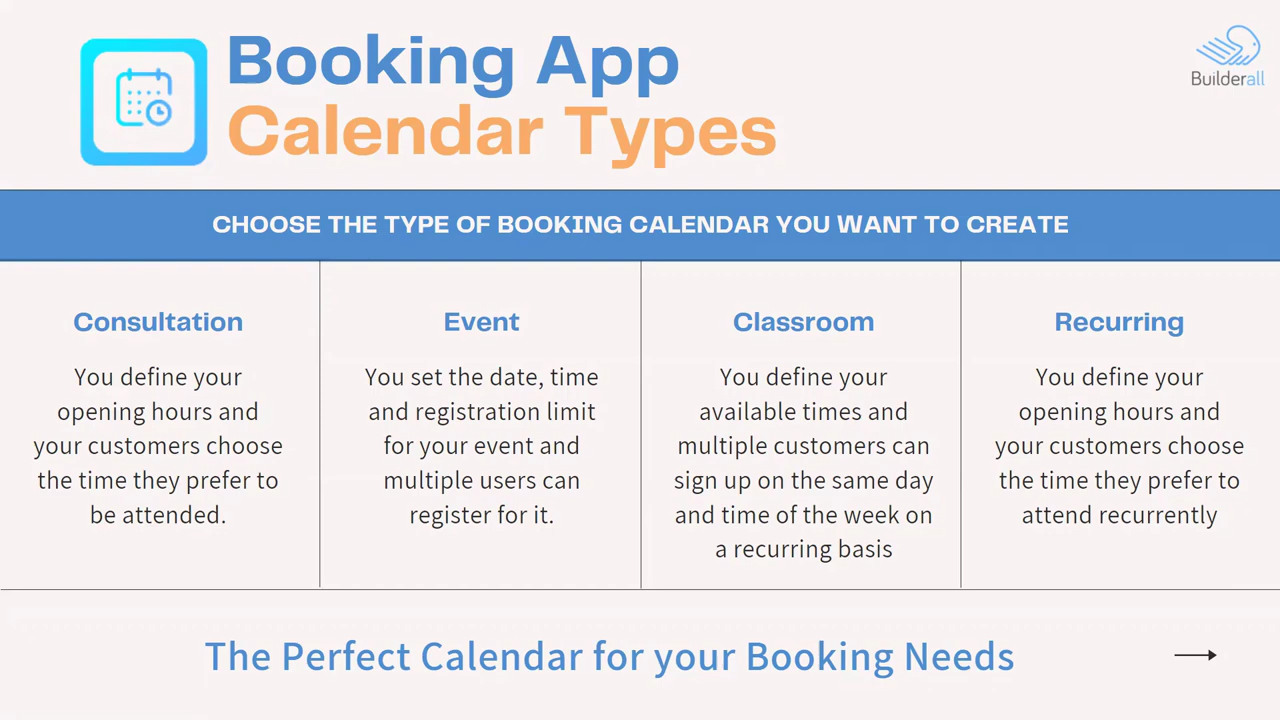 Booking App
Calendar Types
Builderall
CHOOSE THE TYPE OF BOOKING CALENDAR YOU WANT TO CREATE
Consultation
You define your
opening hours and
your customers choose
the time they prefer to
be attended.
Event
You set the date, time
and registration limit
for your event and
multiple users can
register for it.
Classroom
You define your
available times and
multiple customers can
sign up on the same day
and time of the week on
a recurring basis
Recurring
You define your
opening hours and
your customers choose
the time they prefer to
attend recurrently
The Perfect Calendar for your Booking Needs